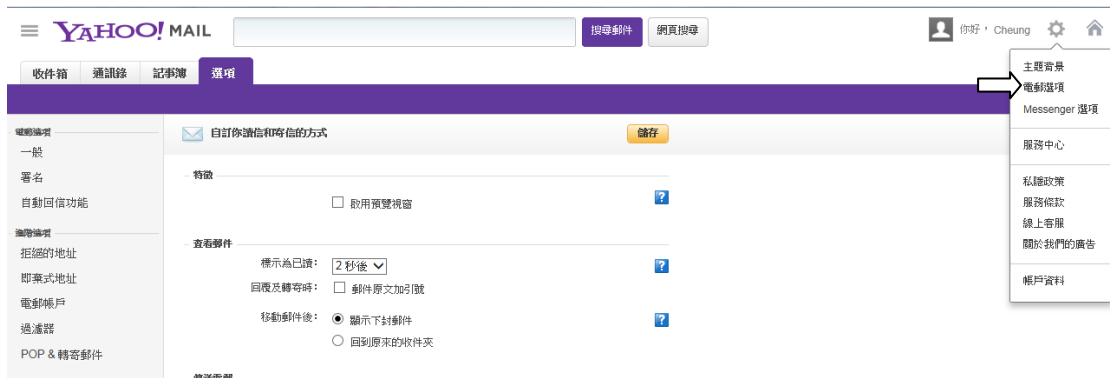 YAHOO! MAIL
搜尋郵件
網頁搜尋
你好，Cheung
收件箱
通訊錄
記事簿
選項
主題背景
電郵選項
Messenger 選項
服務中心
私隱政策
服務條款
線上客服
關於我們的廣告
帳戶資料
電郵選項
一般
署名
自動回信功能
進階選項
拒絕的地址
即棄式地址
電郵帳戶
過濾器
POP & 轉寄郵件
自訂你讀信和寄信的方式
儲存
特徵
啟用預覽視窗
?
查看郵件
標示為已讀：
2 秒後
?
回覆及轉寄時：
郵件原文加引號
移動郵件後：
顯示下封郵件
?
回到原來的收件夾